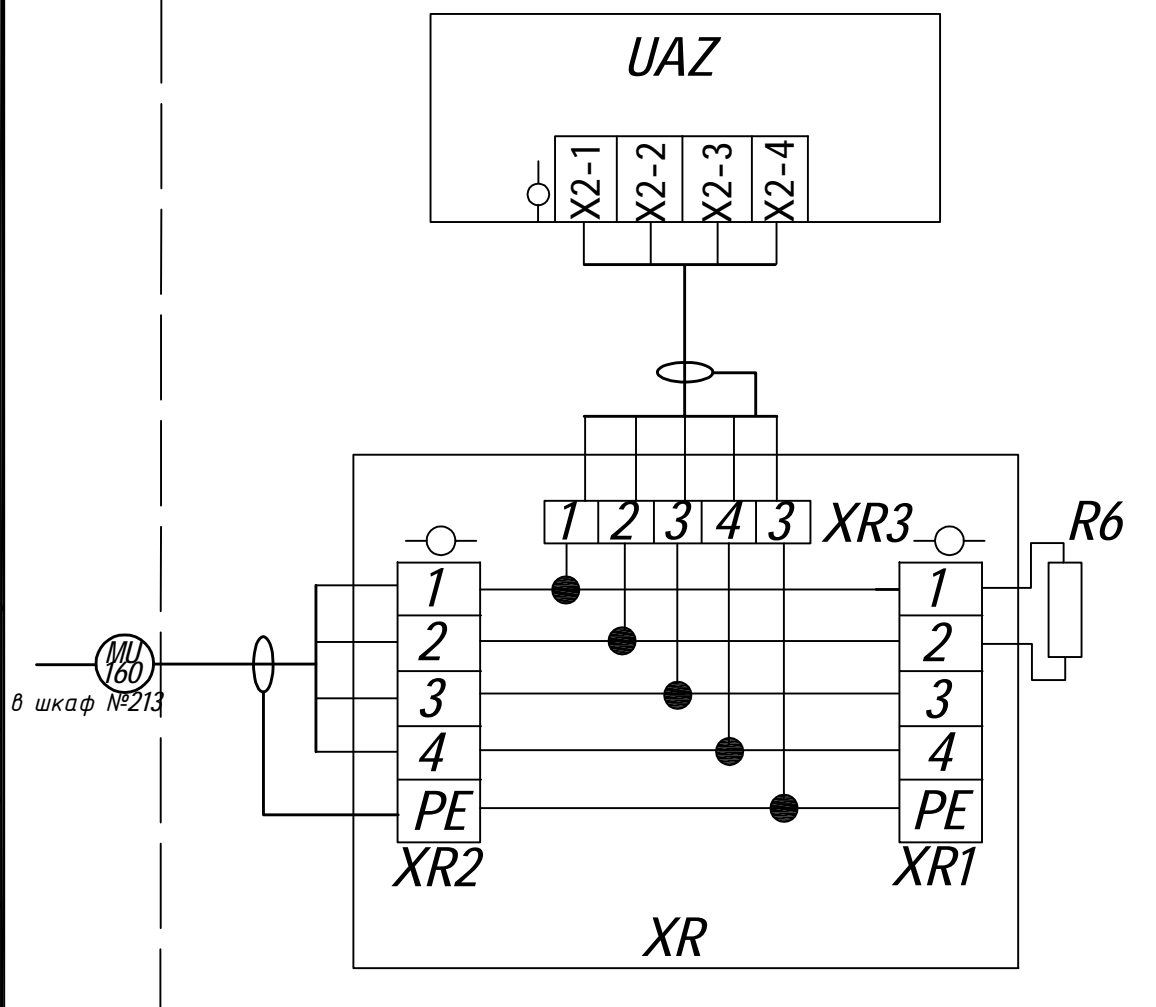 UAZ
X2-1
X2-2
X2-3
X2-4
1 2 3 4 3
XR3
R6
1
2
3
4
PE
XR2
1
2
3
4
PE
XR1
MU
160
в шкаф №213
XR